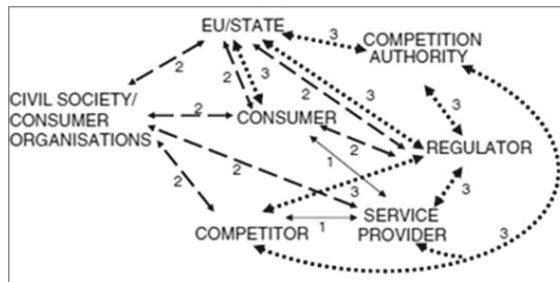 EU/STATE
3
COMPETITION
AUTHORITY
2
2
3
2
3
3
CIVIL SOCIETY/
CONSUMER
ORGANISATIONS
2
CONSUMER
2
REGULATOR
1
2
2
3
3
3
COMPETITOR
1
SERVICE
PROVIDER